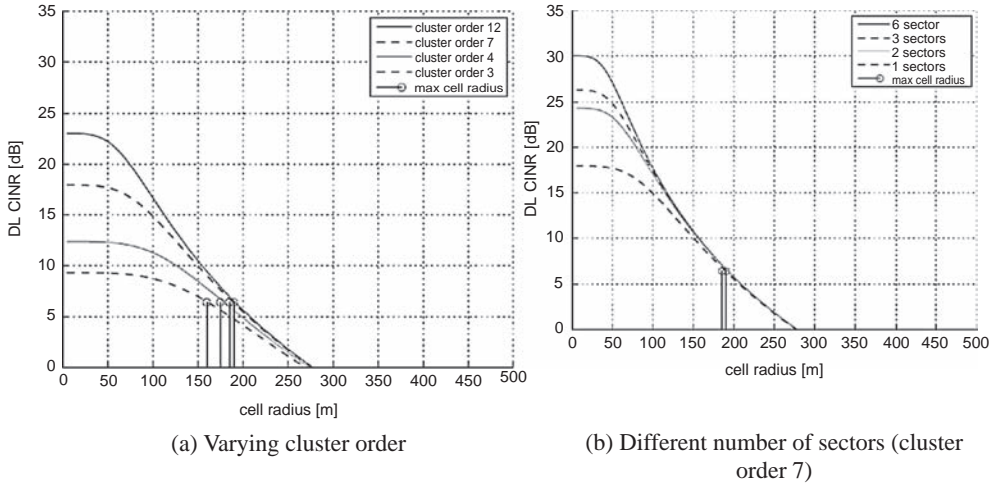 35
30
25
20
15
10
5
0
DL CINR [dB]
cluster order 12
cluster order 7
cluster order 4
cluster order 3
max cell radius
0 50 100 150 200 250 300 350 400 450 500
cell radius [m]
(a) Varying cluster order
35
30
25
20
15
10
5
0
DL CINR [dB]
6 sector
3 sectors
2 sectors
1 sectors
max cell radius
0 50 100 150 200 250 300 350 400 450 500
cell radius [m]
(b) Different number of sectors (cluster
order 7)